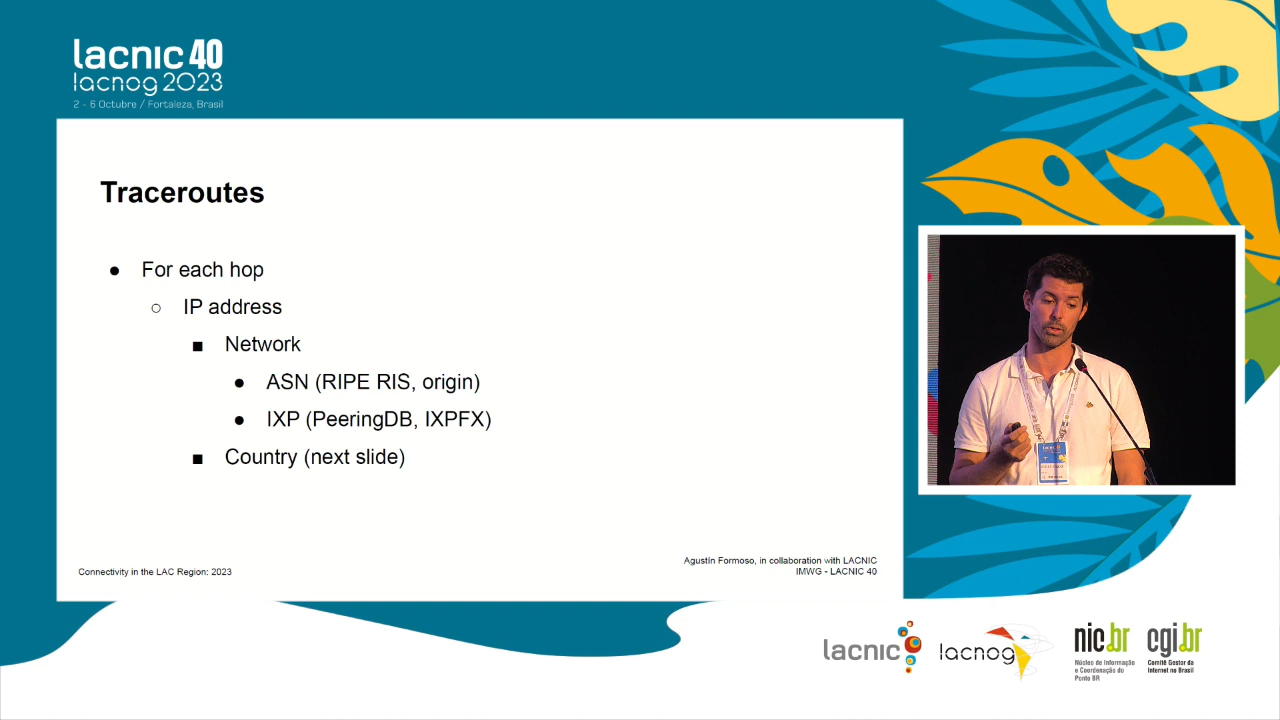 lacnic 40
lacnog 2023
2 - 6 Octubre / Fortaleza, Brasil
Traceroutes
● For each hop
○ IP address
■ Network
● ASN (RIPE RIS, origin)
● IXP (PeeringDB, IXPFX)
■ Country (next slide)
Connectivity in the LAC Region: 2023
Agustín Formoso, in collaboration with LACNIC
IMWG - LACNIC 40
lacnic
lacnog
nic.br
Núcleo de Informação
e Coordenação do
Ponto BR
cgi.br
Comitê Gestor da
Internet no Brasil